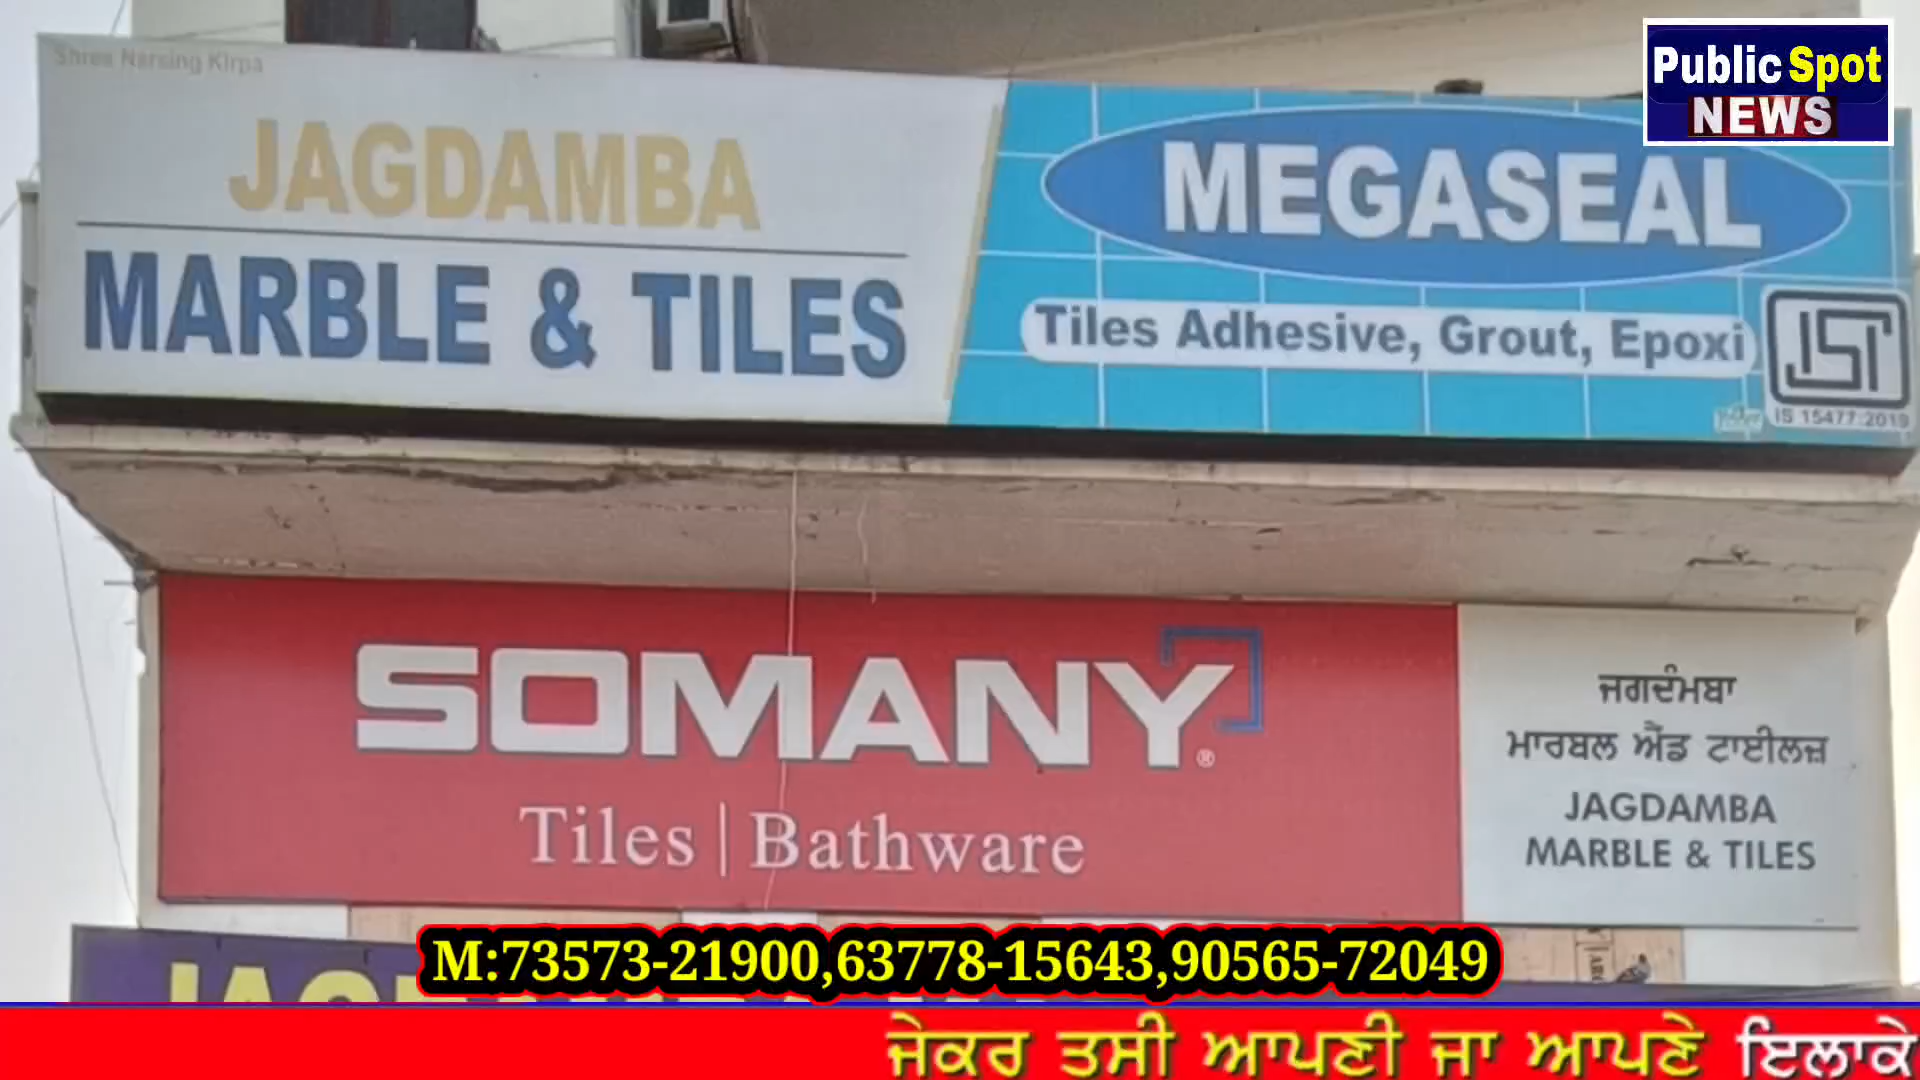 Shree Narsing Kirpa
JAGDAMBA
MARBLE & TILES
MEGASEAL
Tiles Adhesive, Grout, Epoxi
IS 15477:2019
Public Spot
NEWS
SOMANY®
Tiles | Bathware
ਜਗਦੰਮਬਾ
ਮਾਰਬਲ ਐਂਡ ਟਾਈਲਜ਼
JAGDAMBA
MARBLE & TILES
M:73573-21900,63778-15643,90565-72049
ਜੇਕਰ ਤਸੀ ਆਪਣੀ ਜਾ ਆਪਣੇ ਇਲਾਕੇ